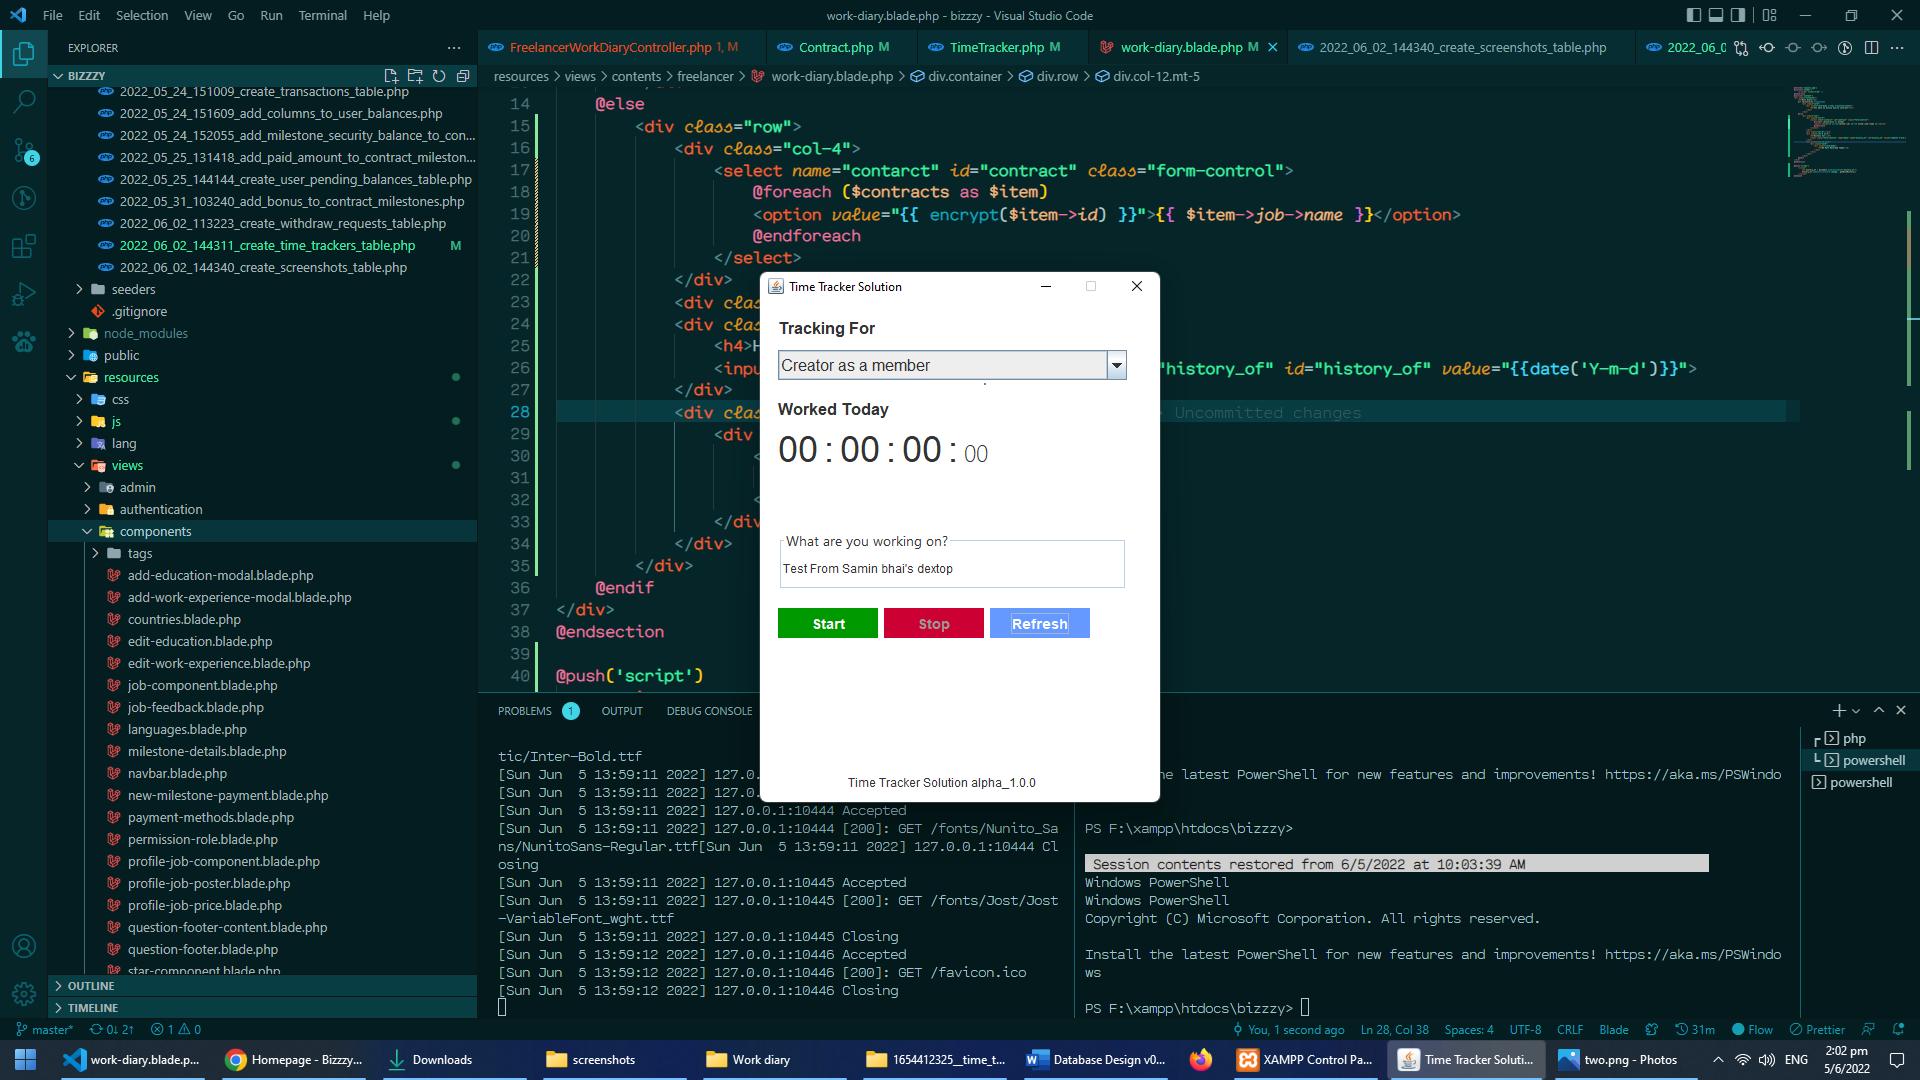 File Edit Selection View Go Run Terminal Help
work-diary.blade.php - bizzzy - Visual Studio Code
EXPLORER
BIZZZY
2022_05_24_151009_create_transactions_table.php
2022_05_24_151609_add_columns_to_user_balances.php
2022_05_24_152055_add_milestone_security_balance_to_con...
2022_05_25_131418_add_paid_amount_to_contract_mileston...
2022_05_25_144144_create_user_pending_balances_table.php
2022_05_31_103240_add_bonus_to_contract_milestones.php
2022_06_02_113223_create_withdraw_requests_table.php
2022_06_02_144311_create_time_trackers_table.php M
2022_06_02_144340_create_screenshots_table.php
seeders
.gitignore
node_modules
public
resources
css
js
lang
views
admin
authentication
components
tags
add-education-modal.blade.php
add-work-experience-modal.blade.php
countries.blade.php
edit-education.blade.php
edit-work-experience.blade.php
job-component.blade.php
job-feedback.blade.php
languages.blade.php
milestone-details.blade.php
navbar.blade.php
new-milestone-payment.blade.php
payment-methods.blade.php
permission-role.blade.php
profile-job-component.blade.php
profile-job-poster.blade.php
profile-job-price.blade.php
question-footer-content.blade.php
question-footer.blade.php
star-component.blade.php
OUTLINE
TIMELINE
6
FreelancerWorkDiaryController.php 1, M
Contract.php M
TimeTracker.php M
work-diary.blade.php M
2022_06_02_144340_create_screenshots_table.php
2022_06_0
resources > views > contents > freelancer > work-diary.blade.php > div.container > div.row > div.col-12.mt-5
14 @else
15 <div class="row">
16 <div class="col-4">
17 <select name="contarct" id="contract" class="form-control">
18 @foreach ($contracts as $item)
19 <option value="{{ encrypt($item->id) }}">{{ $item->job->name }}</option>
20 @endforeach
21 </select>
22 </div>
23 <div cla
24 <div cla
25 <h4>H
26 <inpu "history_of" id="history_of" value="{{date('Y-m-d')}}">
27 </div>
28 <div clas Uncommitted changes
29 <div
30 <
31
32 <
33 </div
34 </div>
35 </div>
36 @endif
37 </div>
38 @endsection
39
40 @push('script')
Time Tracker Solution
Tracking For
Creator as a member
Worked Today
00 : 00 : 00 : 00
What are you working on?
Test From Samin bhai's dextop
Start Stop Refresh
Time Tracker Solution alpha_1.0.0
PROBLEMS 1 OUTPUT DEBUG CONSOLE
tic/Inter-Bold.ttf
[Sun Jun 5 13:59:11 2022] 127.0.
[Sun Jun 5 13:59:11 2022] 127.0.
[Sun Jun 5 13:59:11 2022] 127.0.0.1:10444 Accepted
[Sun Jun 5 13:59:11 2022] 127.0.0.1:10444 [200]: GET /fonts/Nunito_Sa
ns/NunitoSans-Regular.ttf[Sun Jun 5 13:59:11 2022] 127.0.0.1:10444 Cl
osing
[Sun Jun 5 13:59:11 2022] 127.0.0.1:10445 Accepted
[Sun Jun 5 13:59:11 2022] 127.0.0.1:10445 [200]: GET /fonts/Jost/Jost
-VariableFont_wght.ttf
[Sun Jun 5 13:59:11 2022] 127.0.0.1:10445 Closing
[Sun Jun 5 13:59:12 2022] 127.0.0.1:10446 Accepted
[Sun Jun 5 13:59:12 2022] 127.0.0.1:10446 [200]: GET /favicon.ico
[Sun Jun 5 13:59:12 2022] 127.0.0.1:10446 Closing
he latest PowerShell for new features and improvements! https://aka.ms/PSWindo
PS F:\xampp\htdocs\bizzzy>
Session contents restored from 6/5/2022 at 10:03:39 AM
Windows PowerShell
Windows PowerShell
Copyright (C) Microsoft Corporation. All rights reserved.
Install the latest PowerShell for new features and improvements! https://aka.ms/PSWindo
ws
PS F:\xampp\htdocs\bizzzy>
php
powershell
powershell
master* 0↓ 2↑ 1 0
You, 1 second ago Ln 28, Col 38 Spaces: 4 UTF-8 CRLF Blade 31m Flow Prettier
work-diary.blade.p... Homepage - Bizzzy... Downloads screenshots Work diary 1654412325__time_t... Database Design v0... XAMPP Control Pa... Time Tracker Soluti... two.png - Photos ENG
2:02 pm
5/6/2022